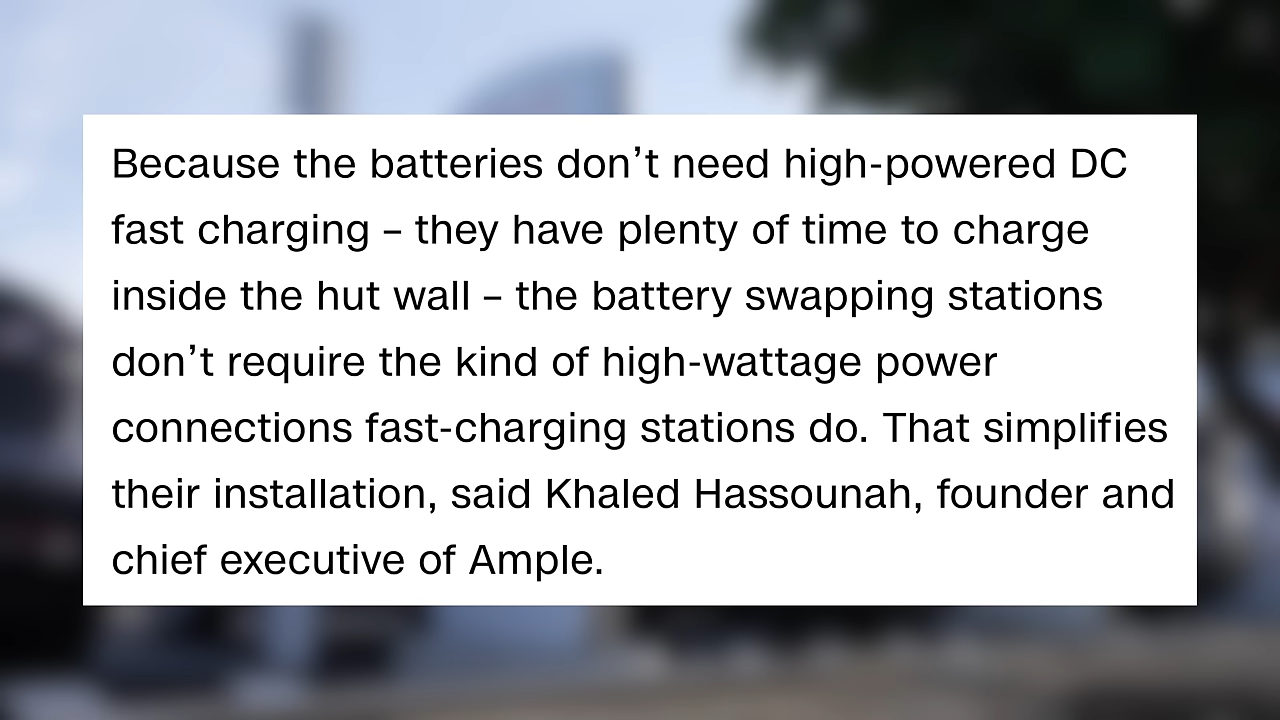 Because the batteries don’t need high-powered DC
fast charging – they have plenty of time to charge
inside the hut wall – the battery swapping stations
don’t require the kind of high-wattage power
connections fast-charging stations do. That simplifies
their installation, said Khaled Hassounah, founder and
chief executive of Ample.